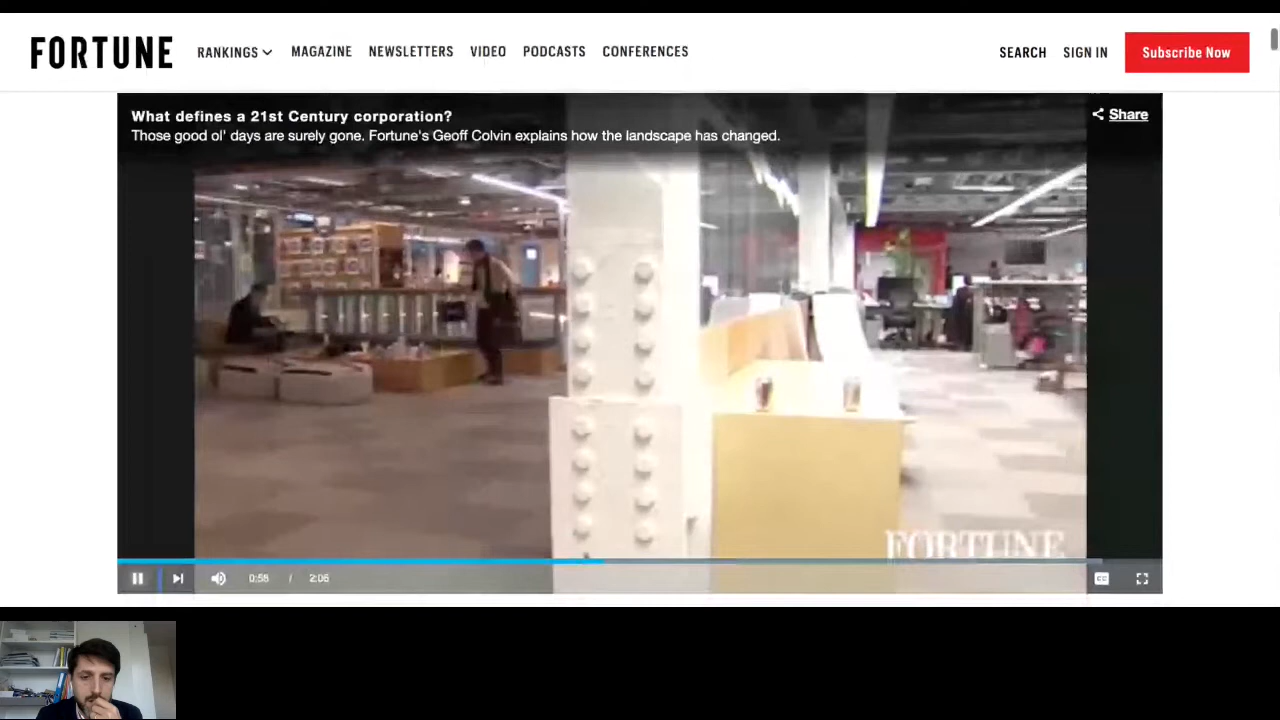 FORTUNE
RANKINGS
MAGAZINE
NEWSLETTERS
VIDEO
PODCASTS
CONFERENCES
SEARCH
SIGN IN
Subscribe Now
What defines a 21st Century corporation?
Share
Those good ol' days are surely gone. Fortune's Geoff Colvin explains how the landscape has changed.
FORTUNE
0:58 / 2:06
CC